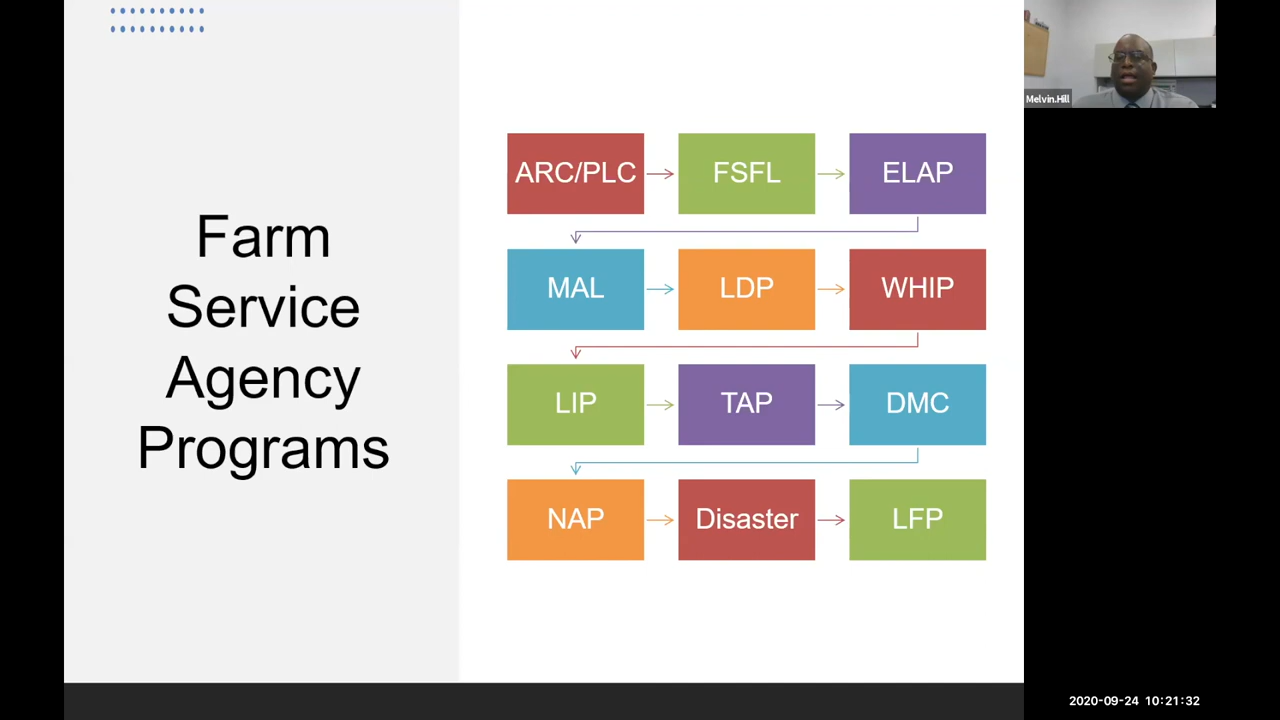 Farm
Service
Agency
Programs
ARC/PLC
FSFL
ELAP
MAL
LDP
WHIP
LIP
TAP
DMC
NAP
Disaster
LFP
Melvin.Hill
2020-09-24 10:21:32